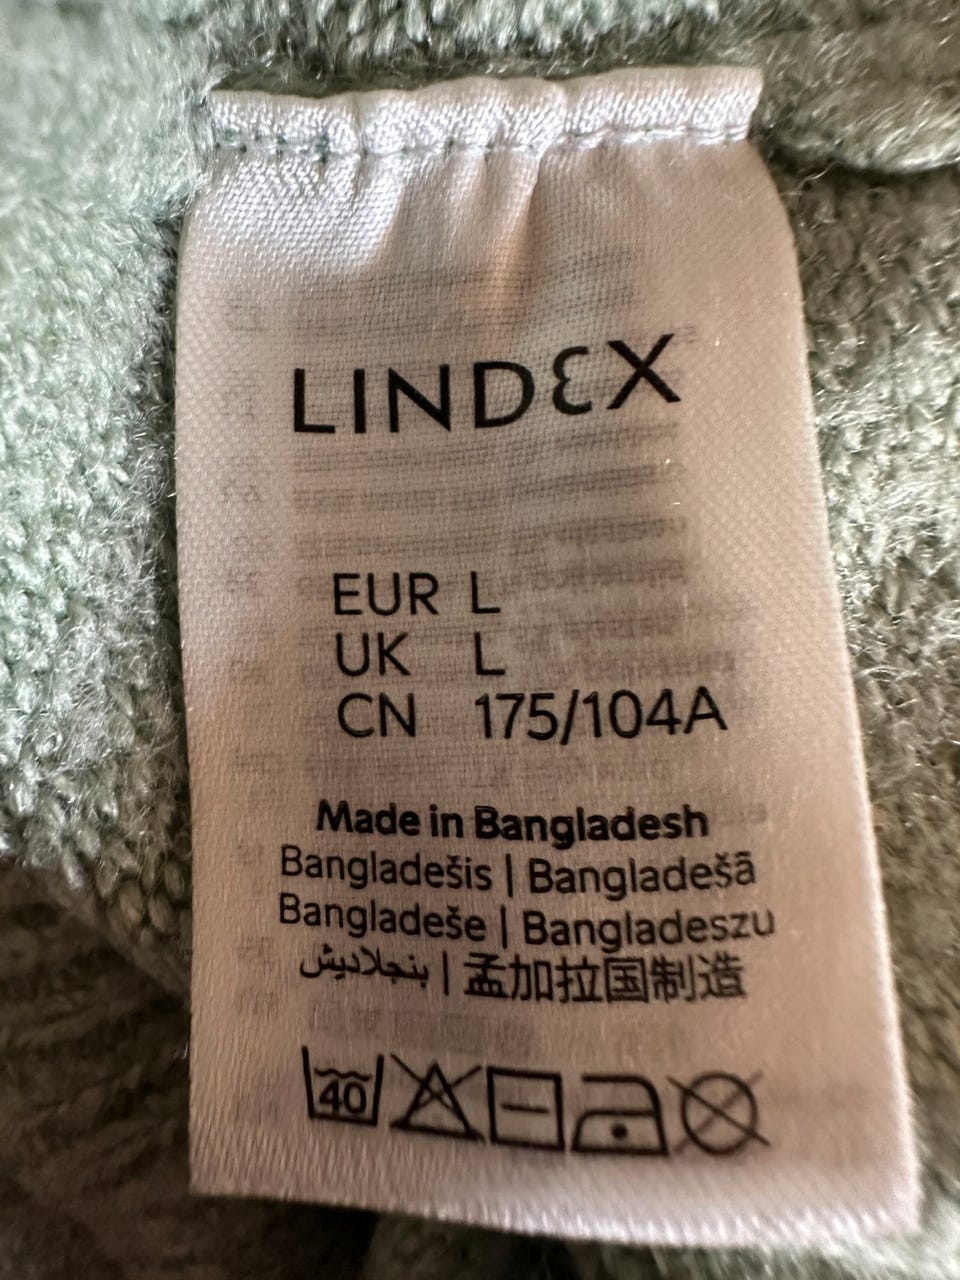 LINDEX
EUR L
UK L
CN 175/104A
Made in Bangladesh
Bangladešis | Bangladešā
Bangladeše | Bangladeszu
بنجلاديش | 孟加拉国制造
40